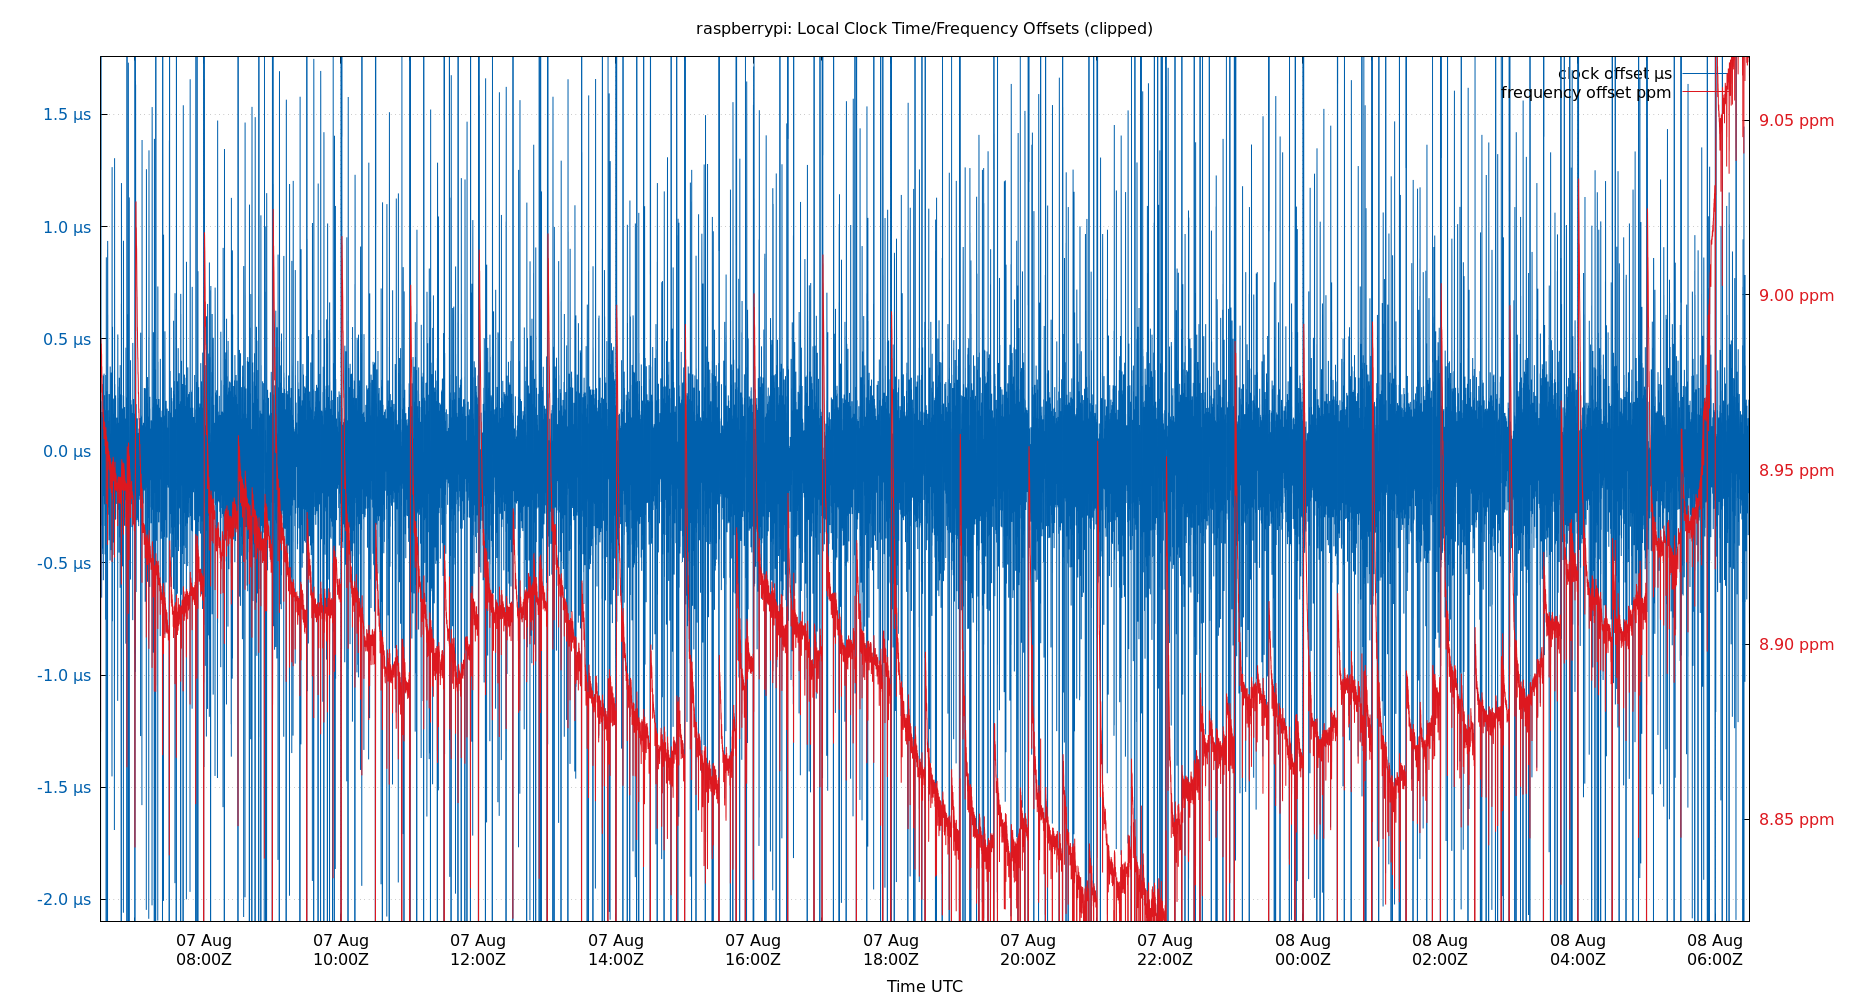 raspberrypi: Local Clock Time/Frequency Offsets (clipped)
clock offset µs
frequency offset ppm
1.5 µs
1.0 µs
0.5 µs
0.0 µs
-0.5 µs
-1.0 µs
-1.5 µs
-2.0 µs
9.05 ppm
9.00 ppm
8.95 ppm
8.90 ppm
8.85 ppm
07 Aug
08:00Z
07 Aug
10:00Z
07 Aug
12:00Z
07 Aug
14:00Z
07 Aug
16:00Z
07 Aug
18:00Z
07 Aug
20:00Z
07 Aug
22:00Z
08 Aug
00:00Z
08 Aug
02:00Z
08 Aug
04:00Z
08 Aug
06:00Z
Time UTC